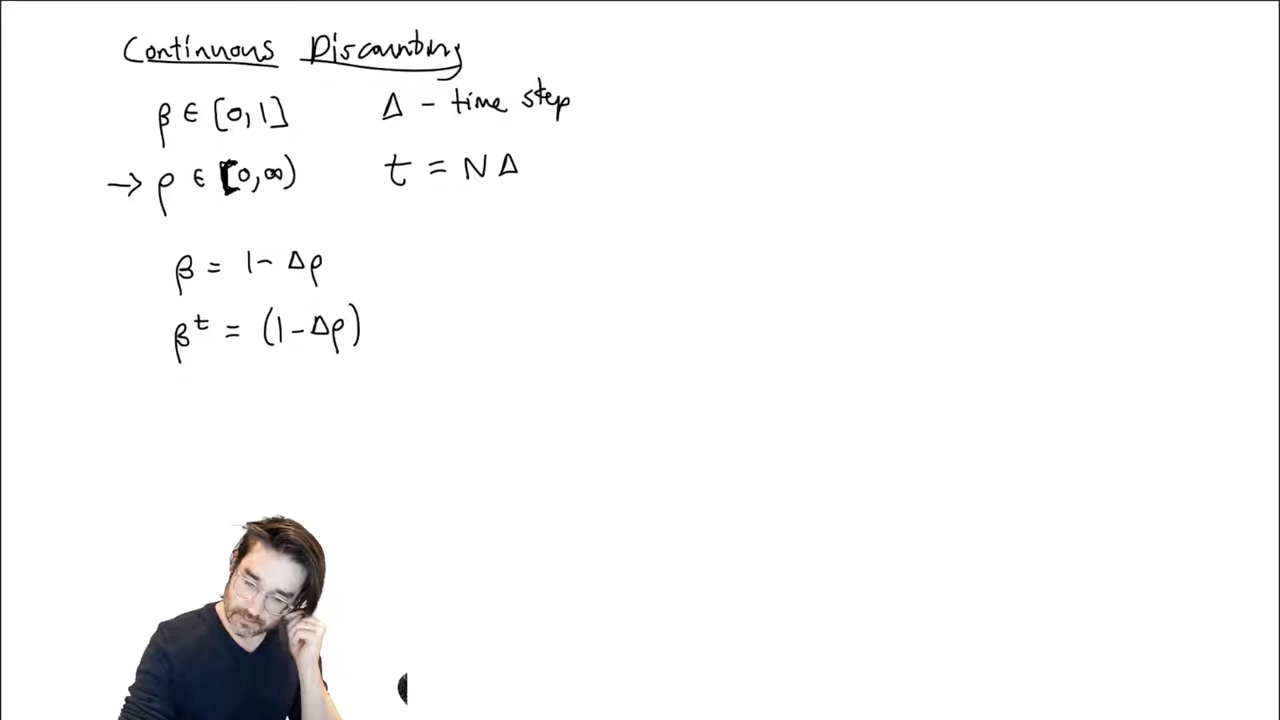 Continuous Discounting
β ∈ [0,1] Δ - time step
→ ρ ∈ [0,∞) t = NΔ
β = 1 - Δρ
β^t = (1 - Δρ)